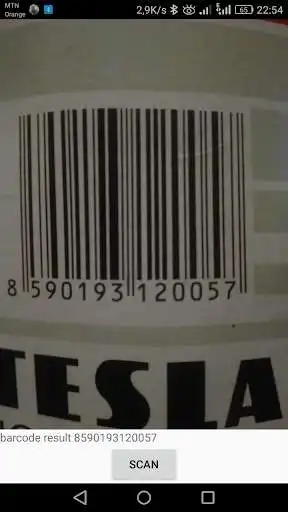 MTN
Orange
2,9K/s
65
22:54
8 590193 120057
TESLA
barcode result 8590193120057
SCAN